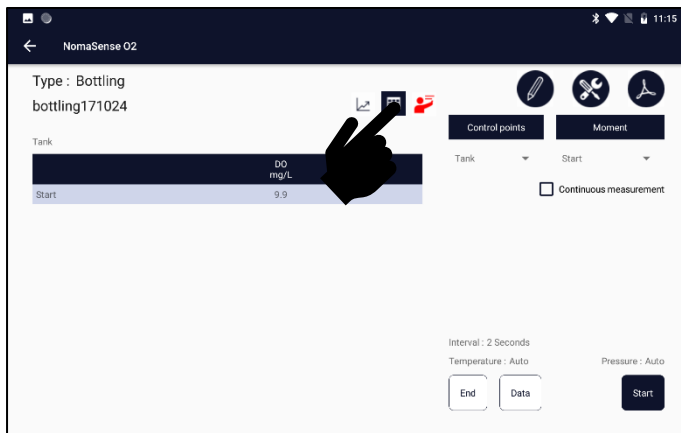 11:15
NomaSense O2
Type : Bottling
bottling171024
Tank
DO
mg/L
Start 9.9
Control points Moment
Tank Start
Continuous measurement
Interval : 2 Seconds
Temperature : Auto Pressure : Auto
End Data Start